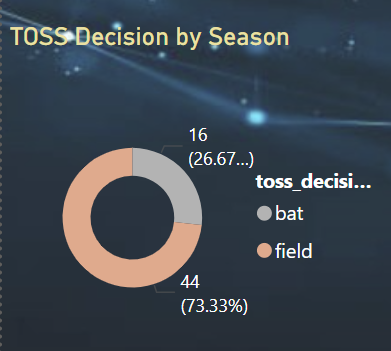 TOSS Decision by Season
16
(26.67...)
toss_decisi...
bat
field
44
(73.33%)